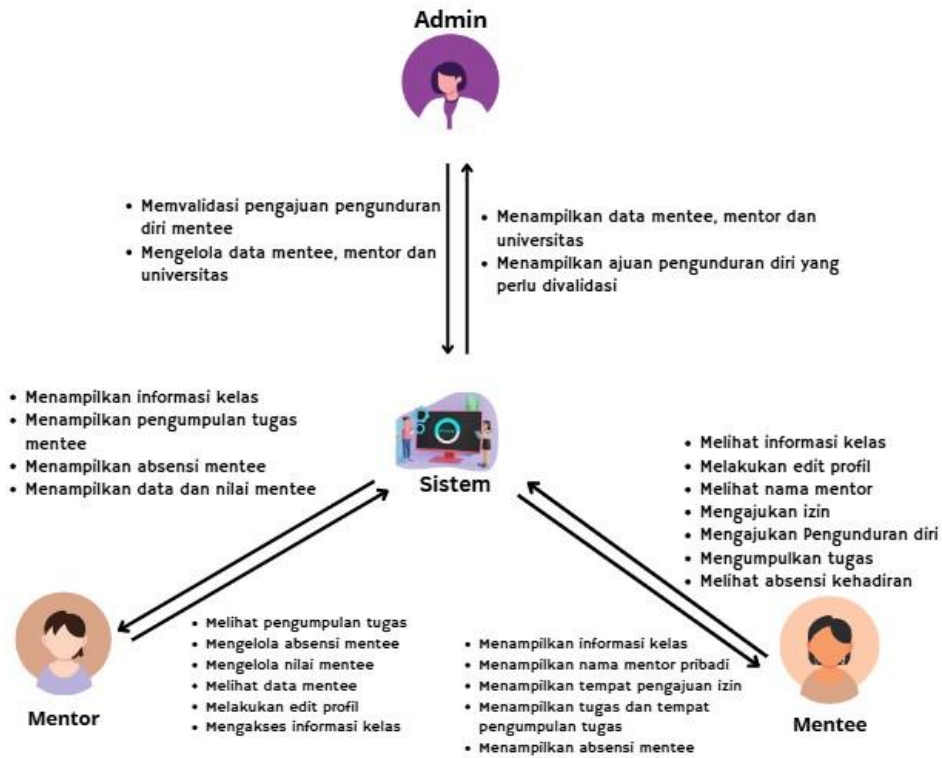 Admin
• Memvalidasi pengajuan pengunduran
diri mentee
• Mengelola data mentee, mentor dan
universitas
• Menampilkan data mentee, mentor dan
universitas
• Menampilkan ajuan pengunduran diri yang
perlu divalidasi
• Menampilkan informasi kelas
• Menampilkan pengumpulan tugas
mentee
• Menampilkan absensi mentee
• Menampilkan data dan nilai mentee
Sistem
• Melihat informasi kelas
• Melakukan edit profil
• Melihat nama mentor
• Mengajukan izin
• Mengajukan Pengunduran diri
• Mengumpulkan tugas
• Melihat absensi kehadiran
Mentor
• Melihat pengumpulan tugas
• Mengelola absensi mentee
• Mengelola nilai mentee
• Melihat data mentee
• Melakukan edit profil
• Mengakses informasi kelas
• Menampilkan informasi kelas
• Menampilkan nama mentor pribadi
• Menampilkan tempat pengajuan izin
• Menampilkan tugas dan tempat
pengumpulan tugas
• Menampilkan absensi mentee
Mentee